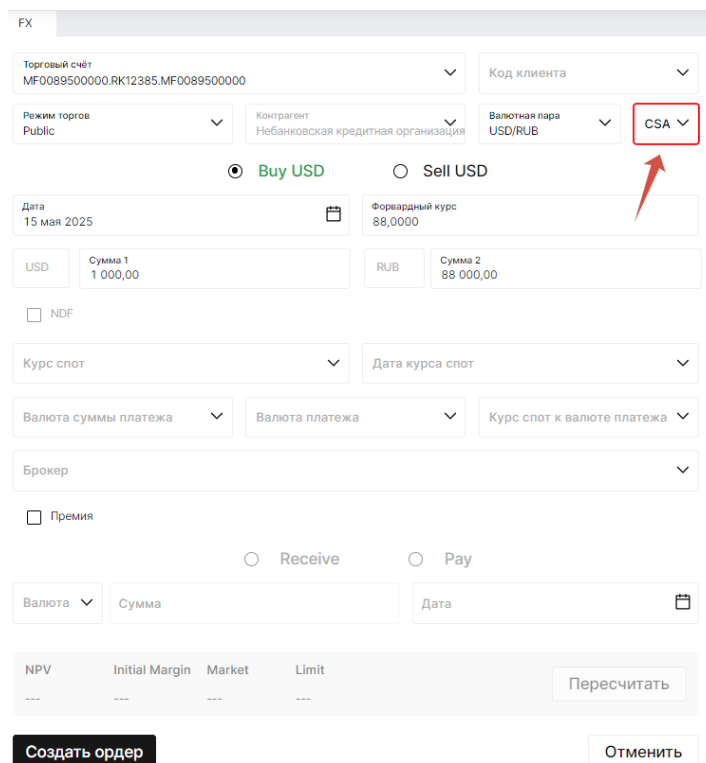 FX
Торговый счёт
MF0089500000.RK12385.MF0089500000
Код клиента
Режим торгов
Public
Контрагент
Небанковская кредитная организация
Валютная пара
USD/RUB
CSA
Buy USD
Sell USD
Дата
15 мая 2025
Форвардный курс
88,0000
USD
Сумма 1
1 000,00
RUB
Сумма 2
88 000,00
NDF
Курс спот
Дата курса спот
Валюта суммы платежа
Валюта платежа
Курс спот к валюте платежа
Брокер
Премия
Receive
Pay
Валюта
Сумма
Дата
NPV Initial Margin Market Limit
--- --- --- ---
Пересчитать
Создать ордер
Отменить